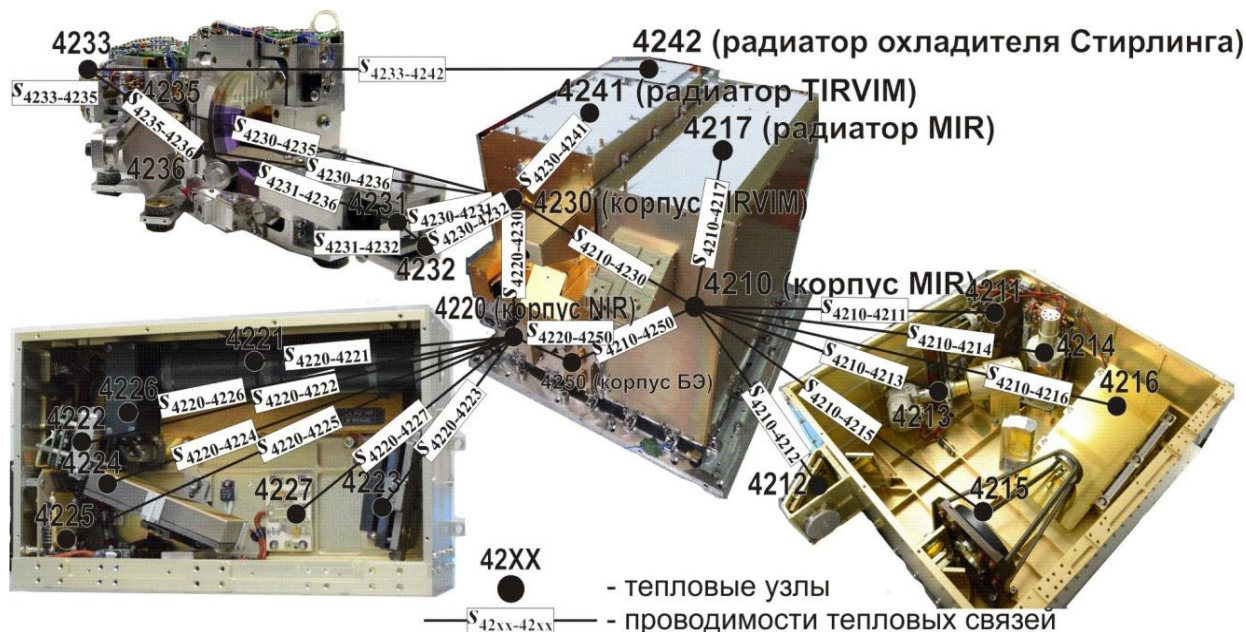 4233
4242 (радиатор охладителя Стирлинга)
S4233-4242
S4233-4235
4235
4241 (радиатор TIRVIM)
S4235-4236
4217 (радиатор MIR)
S4230-4235
S4230-4241
4236
S4230-4236
S4231-4236
4231
4230 (корпус TIRVIM)
S4230-4231
S4230-4232
S4210-4217
S4231-4232
4232
S4220-4230
S4210-4230
4210 (корпус MIR)
4211
4220 (корпус NIR)
S4210-4211
4221
S4220-4250
S4210-4250
S4210-4214
4214
S4220-4221
4250 (корпус БЭ)
S4210-4213
S4210-4216
4216
4226
S4220-4226
S4220-4222
S4210-4212
S4210-4215
4213
4222
S4220-4224
S4220-4225
S4220-4227
S4220-4223
4224
4227
4223
4212
4215
4225
42XX
- тепловые узлы
S42xx-42xx
- проводимости тепловых связей